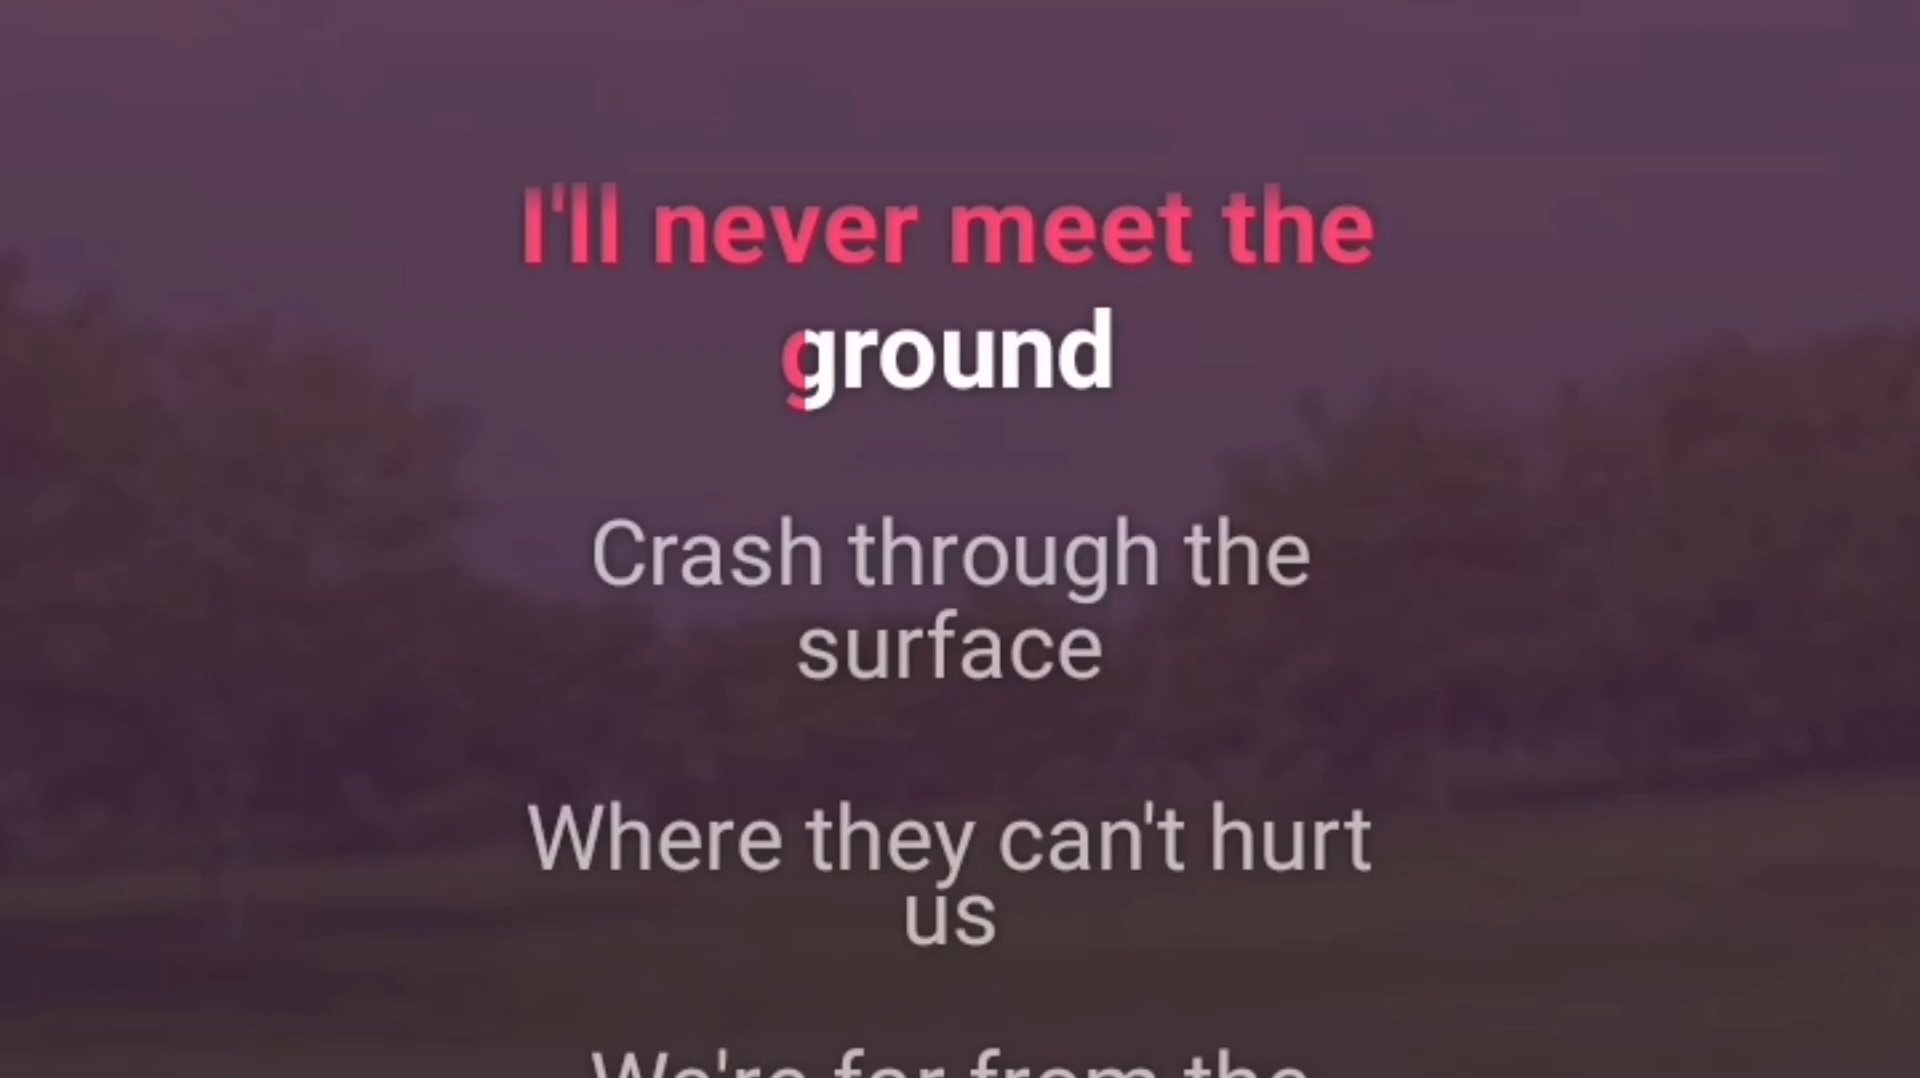 I'll never meet the
ground
Crash through the
surface
Where they can't hurt
us
We're far from the